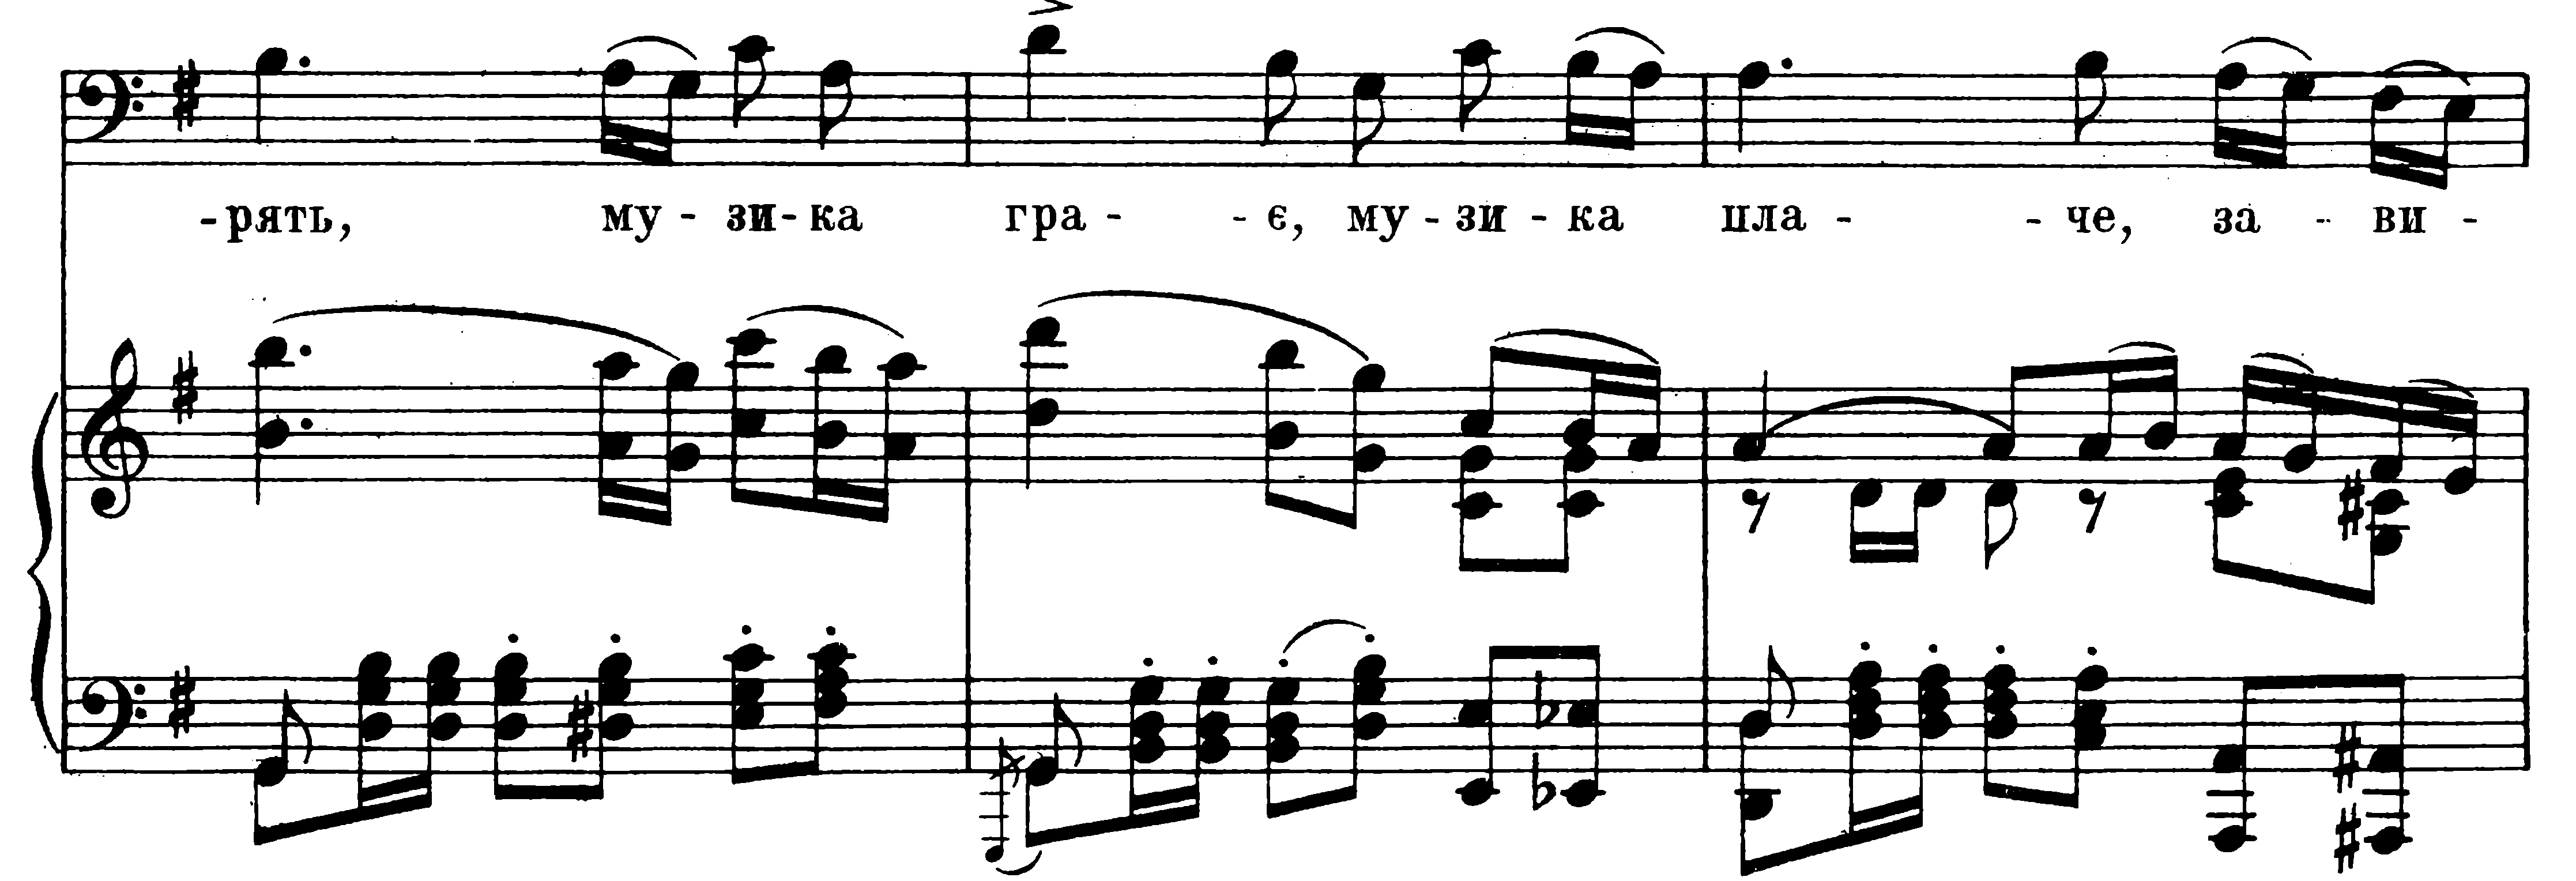 -рять, му - зи - ка гра - - є, му - зи - ка пла - - че, за - ви -